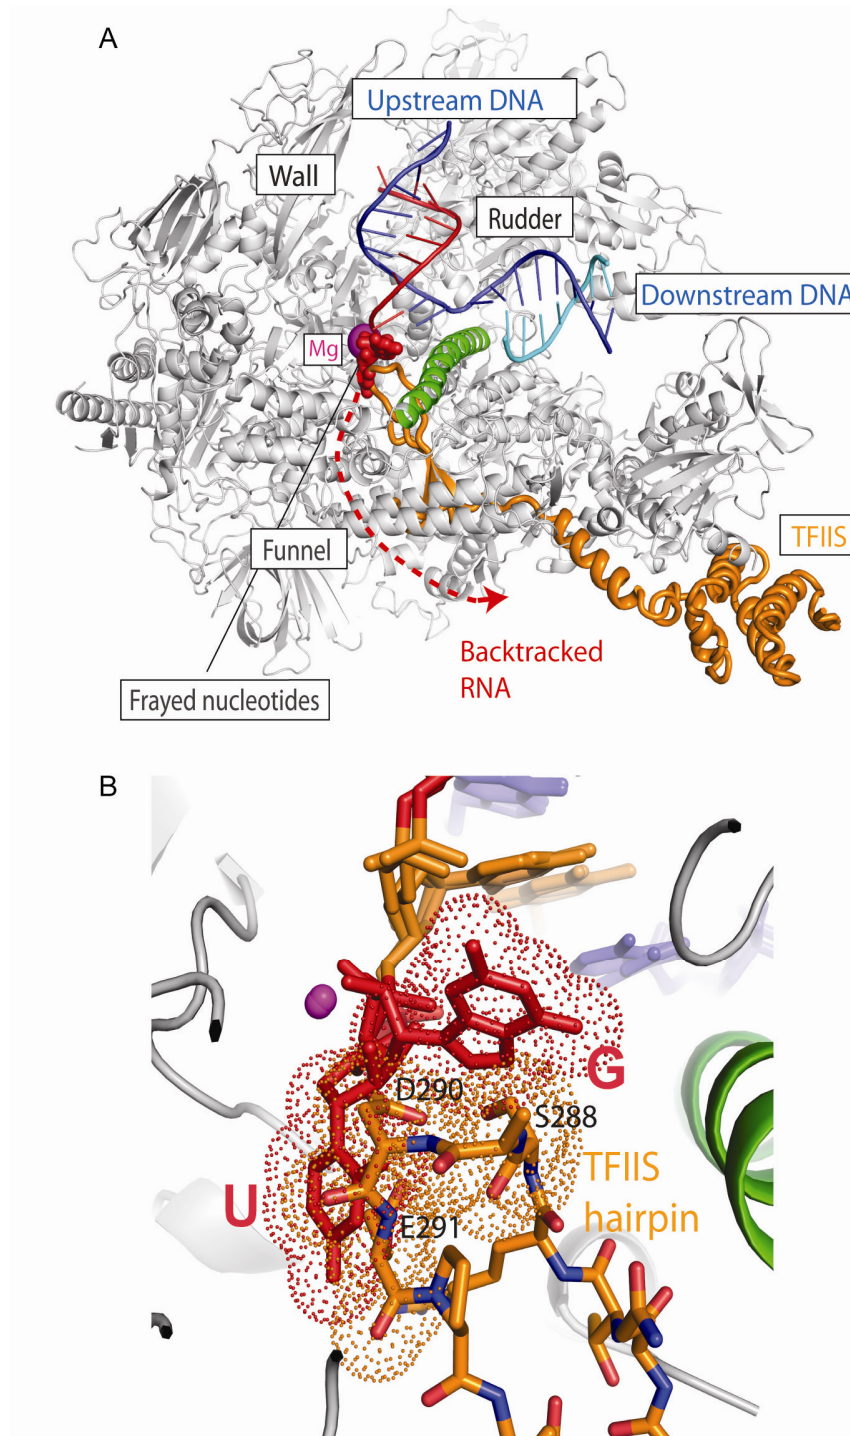 A
Upstream DNA
Wall
Rudder
Downstream DNA
Mg
Funnel
TFIIS
Backtracked
RNA
Frayed nucleotides
B
D290
G
S288
TFIIS
hairpin
U
E291